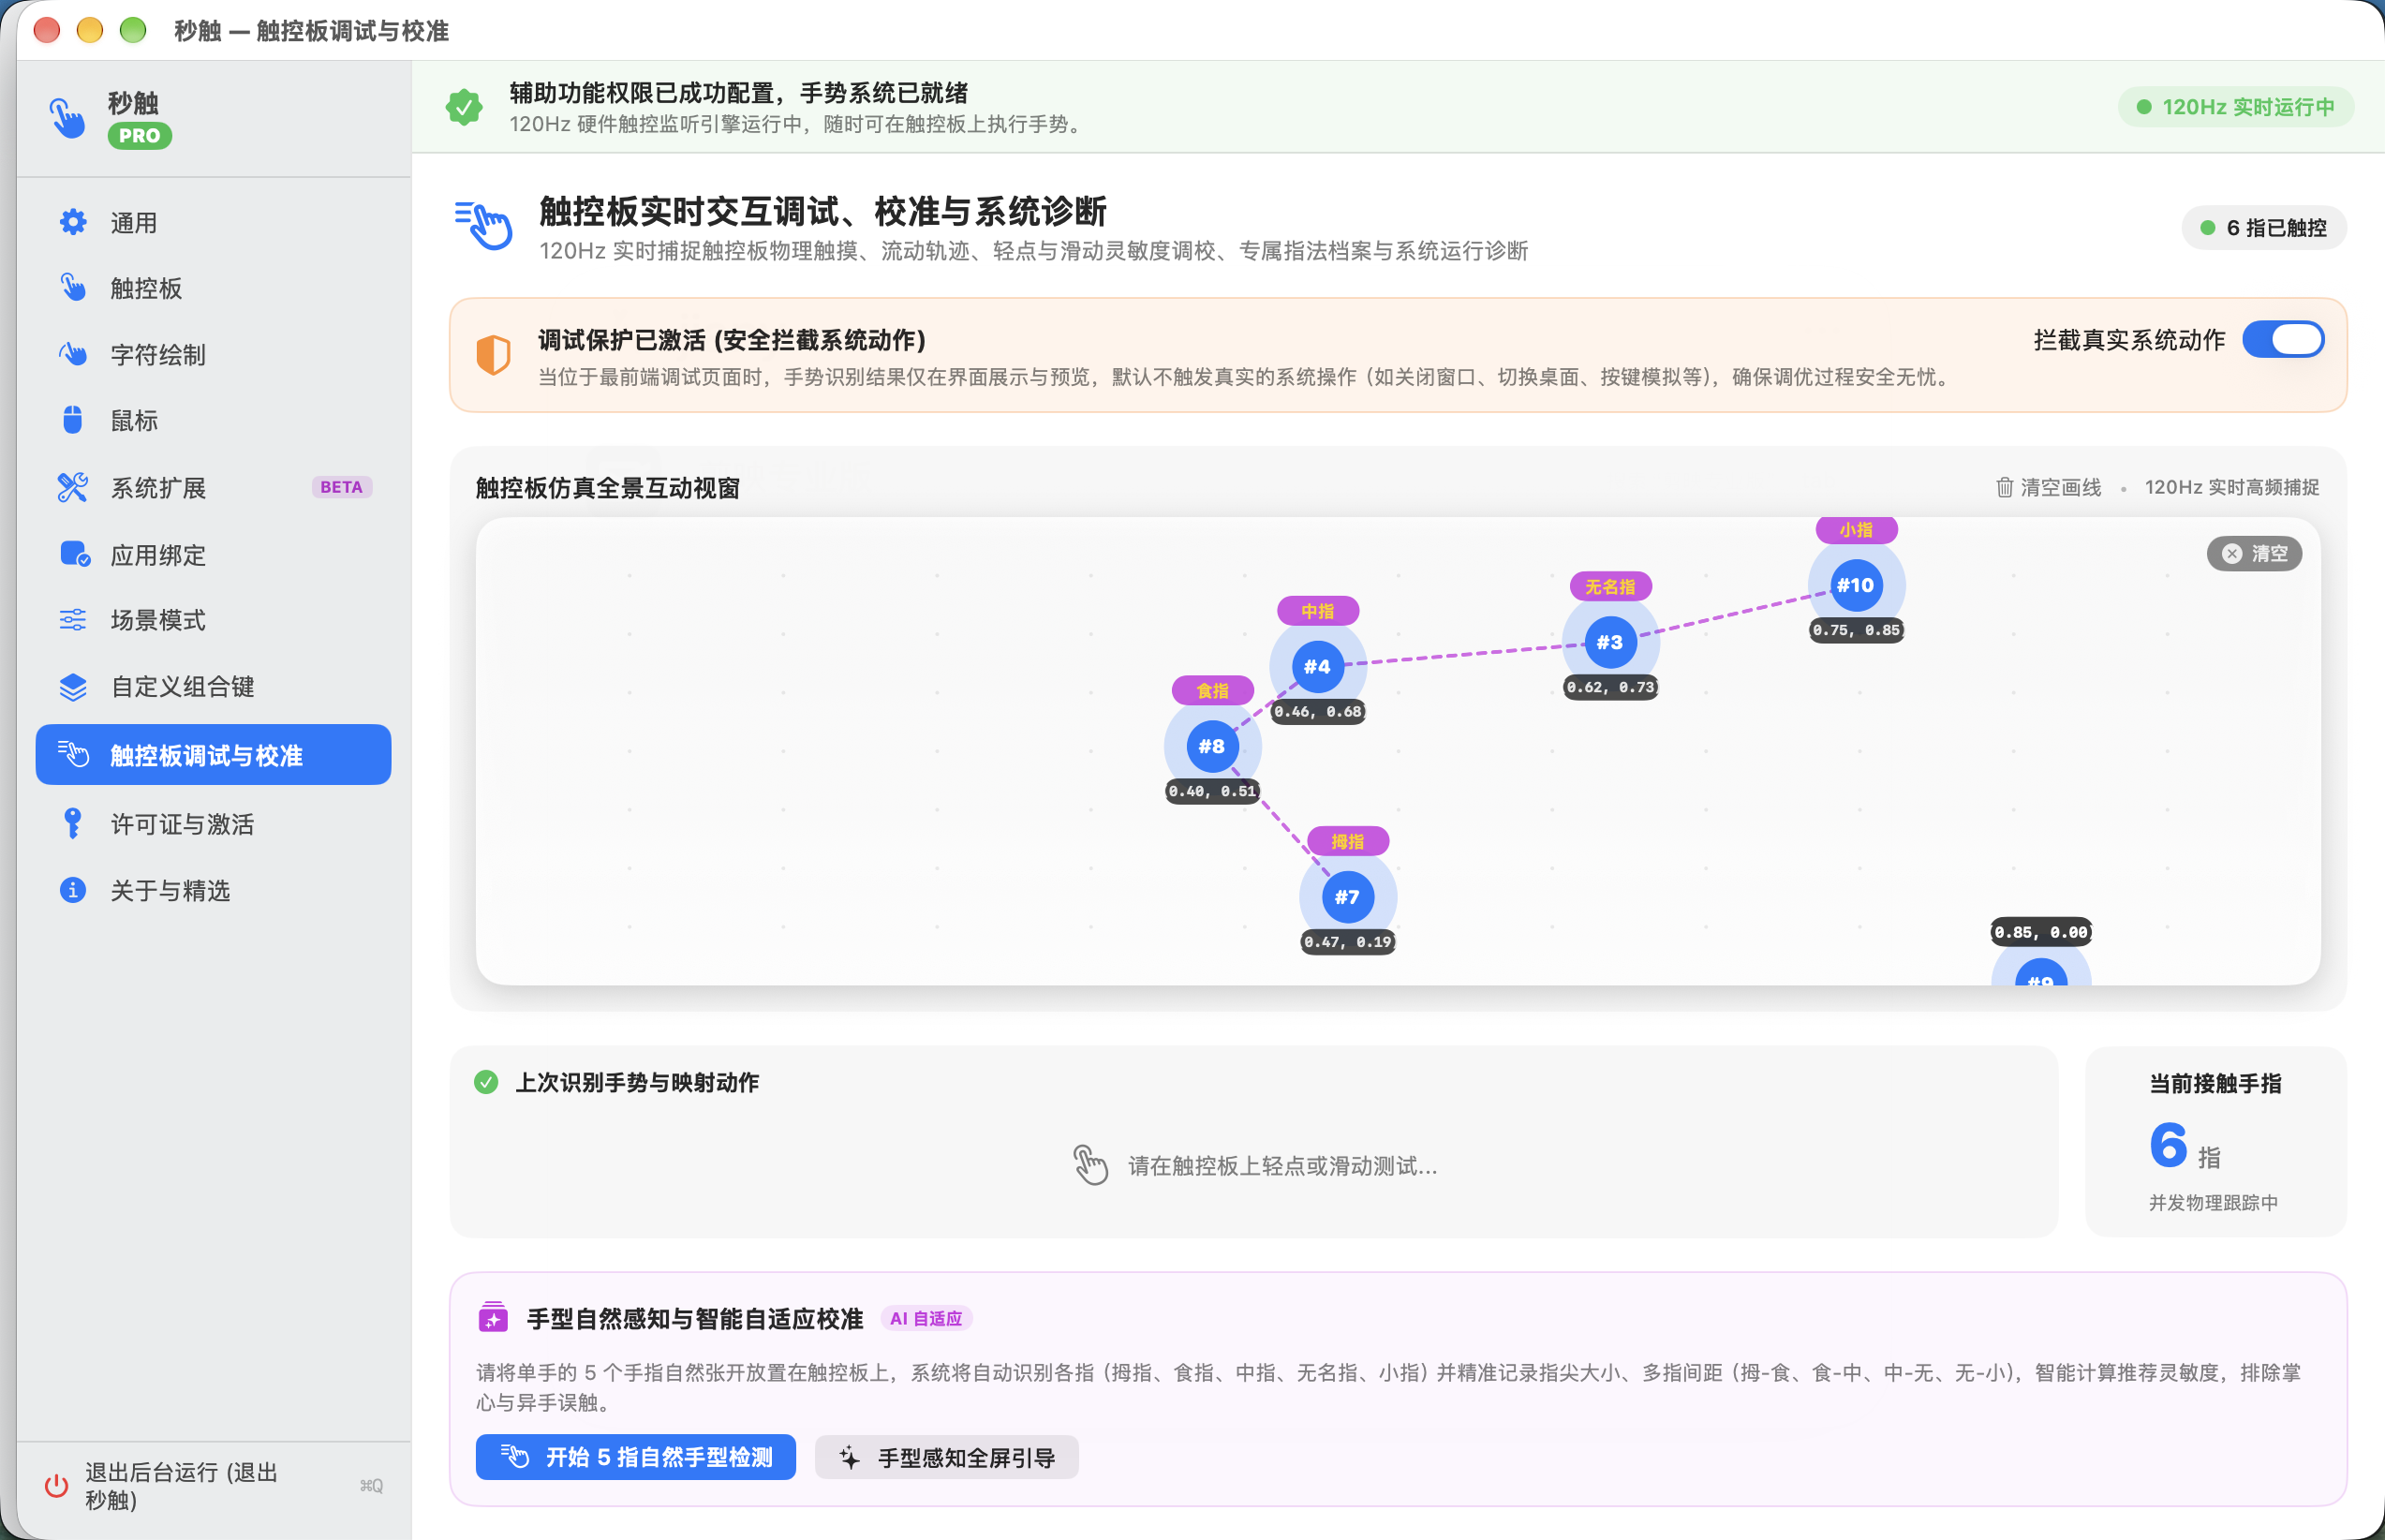 秒触 — 触控板调试与校准
秒触
PRO
通用
触控板
字符绘制
鼠标
系统扩展
BETA
应用绑定
场景模式
自定义组合键
触控板调试与校准
许可证与激活
关于与精选
退出后台运行 (退出
秒触)
⌘Q
辅助功能权限已成功配置，手势系统已就绪
120Hz 硬件触控监听引擎运行中，随时可在触控板上执行手势。
120Hz 实时运行中
触控板实时交互调试、校准与系统诊断
120Hz 实时捕捉触控板物理触摸、流动轨迹、轻点与滑动灵敏度调校、专属指法档案与系统运行诊断
6 指已触控
调试保护已激活 (安全拦截系统动作)
当位于最前端调试页面时，手势识别结果仅在界面展示与预览，默认不触发真实的系统操作 (如关闭窗口、切换桌面、按键模拟等)，确保调优过程安全无忧。
拦截真实系统动作
触控板仿真全景互动视窗
清空画线
•
120Hz 实时高频捕捉
清空
小指
#10
0.75, 0.85
无名指
#3
0.62, 0.73
中指
#4
0.46, 0.68
食指
#8
0.40, 0.51
拇指
#7
0.47, 0.19
0.85, 0.00
#9
上次识别手势与映射动作
请在触控板上轻点或滑动测试...
当前接触手指
6 指
并发物理跟踪中
手型自然感知与智能自适应校准
AI 自适应
请将单手的 5 个手指自然张开放置在触控板上，系统将自动识别各指 (拇指、食指、中指、无名指、小指) 并精准记录指尖大小、多指间距 (拇-食、食-中、中-无、无-小)，智能计算推荐灵敏度，排除掌
心与异手误触。
开始 5 指自然手型检测
手型感知全屏引导